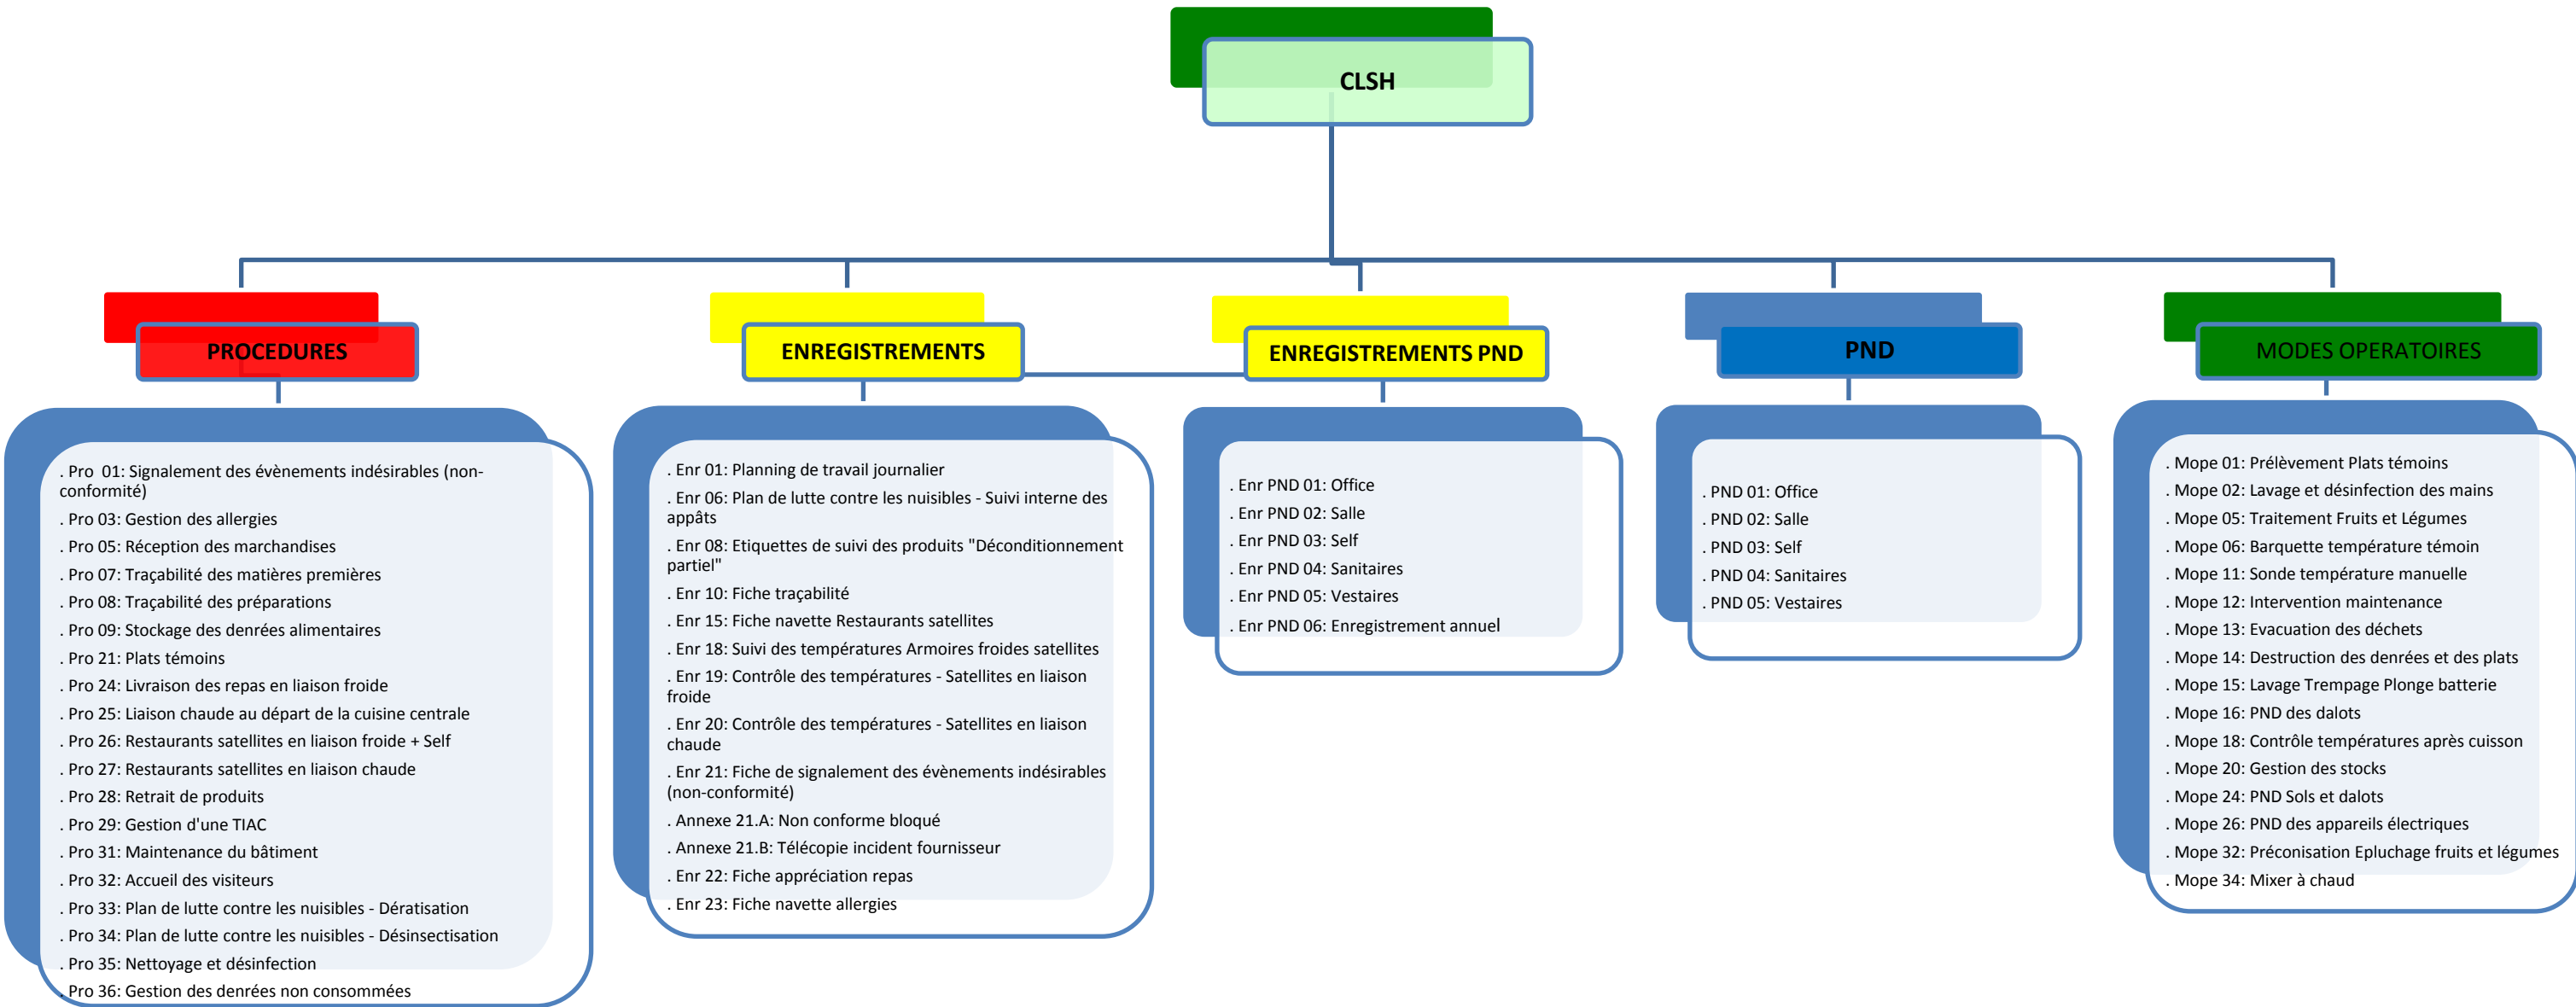 CLSH
PROCEDURES
. Pro  01: Signalement des évènements indésirables (non-
conformité)
. Pro 03: Gestion des allergies
. Pro 05: Réception des marchandises
. Pro 07: Traçabilité des matières premières
. Pro 08: Traçabilité des préparations
. Pro 09: Stockage des denrées alimentaires
. Pro 21: Plats témoins
. Pro 24: Livraison des repas en liaison froide
. Pro 25: Liaison chaude au départ de la cuisine centrale
. Pro 26: Restaurants satellites en liaison froide + Self
. Pro 27: Restaurants satellites en liaison chaude
. Pro 28: Retrait de produits
. Pro 29: Gestion d'une TIAC
. Pro 31: Maintenance du bâtiment
. Pro 32: Accueil des visiteurs
. Pro 33: Plan de lutte contre les nuisibles - Dératisation
. Pro 34: Plan de lutte contre les nuisibles - Désinsectisation
. Pro 35: Nettoyage et désinfection
. Pro 36: Gestion des denrées non consommées
ENREGISTREMENTS
. Enr 01: Planning de travail journalier
. Enr 06: Plan de lutte contre les nuisibles - Suivi interne des
appâts
. Enr 08: Etiquettes de suivi des produits "Déconditionnement
partiel"
. Enr 10: Fiche traçabilité
. Enr 15: Fiche navette Restaurants satellites
. Enr 18: Suivi des températures Armoires froides satellites
. Enr 19: Contrôle des températures - Satellites en liaison
froide
. Enr 20: Contrôle des températures - Satellites en liaison
chaude
. Enr 21: Fiche de signalement des évènements indésirables
(non-conformité)
. Annexe 21.A: Non conforme bloqué
. Annexe 21.B: Télécopie incident fournisseur
. Enr 22: Fiche appréciation repas
. Enr 23: Fiche navette allergies
ENREGISTREMENTS PND
. Enr PND 01: Office
. Enr PND 02: Salle
. Enr PND 03: Self
. Enr PND 04: Sanitaires
. Enr PND 05: Vestaires
. Enr PND 06: Enregistrement annuel
PND
. PND 01: Office
. PND 02: Salle
. PND 03: Self
. PND 04: Sanitaires
. PND 05: Vestaires
MODES OPERATOIRES
. Mope 01: Prélèvement Plats témoins
. Mope 02: Lavage et désinfection des mains
. Mope 05: Traitement Fruits et Légumes
. Mope 06: Barquette température témoin
. Mope 11: Sonde température manuelle
. Mope 12: Intervention maintenance
. Mope 13: Evacuation des déchets
. Mope 14: Destruction des denrées et des plats
. Mope 15: Lavage Trempage Plonge batterie
. Mope 16: PND des dalots
. Mope 18: Contrôle températures après cuisson
. Mope 20: Gestion des stocks
. Mope 24: PND Sols et dalots
. Mope 26: PND des appareils électriques
. Mope 32: Préconisation Epluchage fruits et légumes
. Mope 34: Mixer à chaud